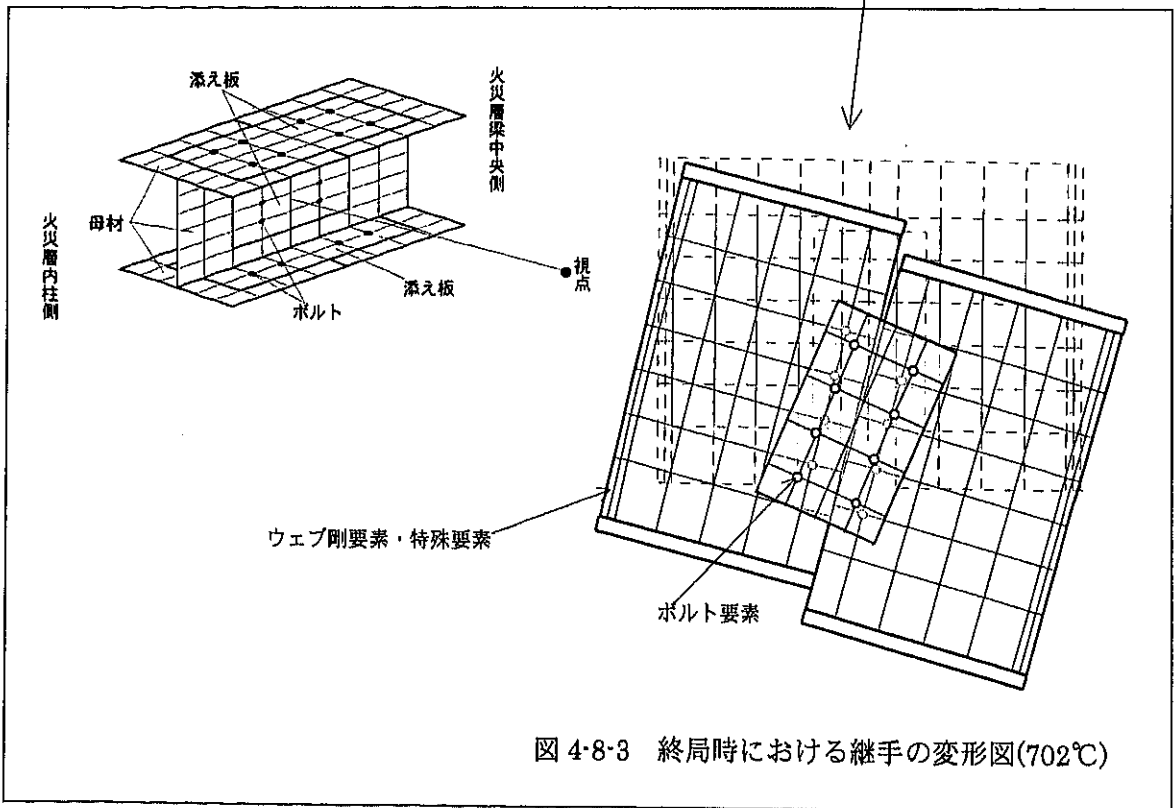 添え板
火災層梁中央側
母材
火災層内柱側
視点
添え板
ボルト
ウェブ剛要素・特殊要素
ボルト要素
図 4-8-3 終局時における継手の変形図(702℃)